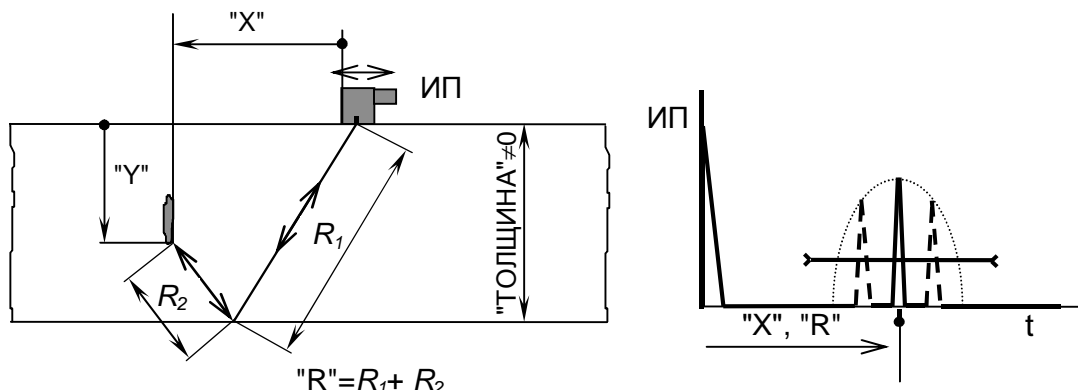 "X"
ИП
"Y"
R1
R2
"ТОЛЩИНА"≠0
"R"=R1+ R2
ИП
"X", "R"
t